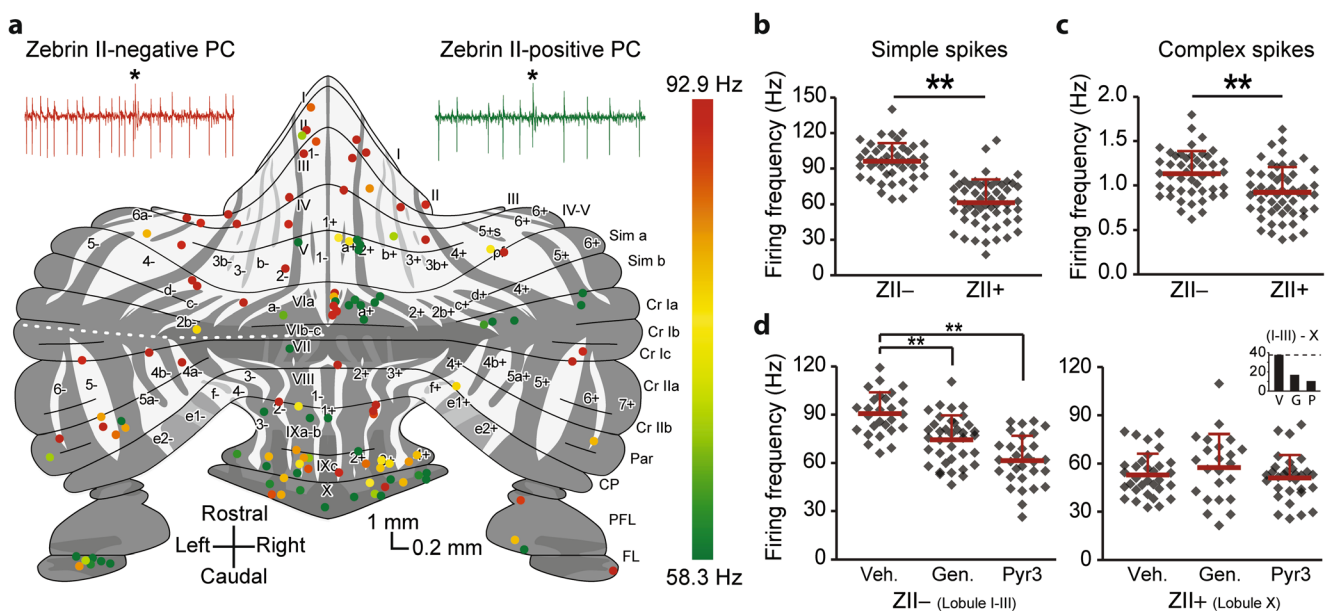 a
Zebrin II-negative PC
Zebrin II-positive PC
*
*
92.9 Hz
58.3 Hz
I
II
1-
III
IV
V
I
II
III
IV-V
6+
6+
5+s
6a-
5-
4-
3b-
3-
b-
2-
1-
1+
a+
2+
b+
3+
3b+
4+
p
5+
6+
Sim a
Sim b
d-
c-
2b-
a-
VIa
a+
2+
2b+
c+
d+
4+
Cr Ia
VIb-c
Cr Ib
VII
Cr Ic
6-
5-
5a-
4b-
4a-
f-
4-
3-
VIII
2+
3+
4+
4b+
5a+
5+
7+
Cr IIa
f+
e1-
e2-
e1+
e2+
3-
2-
1-
1+
Cr IIb
IXa-b
Par
2+
IXc
CP
X
PFL
FL
Rostral
Left
Right
Caudal
1 mm
0.2 mm
b
Simple spikes
**
Firing frequency (Hz)
150
120
90
60
30
0
ZII–
ZII+
c
Complex spikes
**
Firing frequency (Hz)
2.0
1.5
1.0
0.5
0.0
ZII–
ZII+
d
**
**
Firing frequency (Hz)
120
90
60
30
0
Veh.
Gen.
Pyr3
ZII– (Lobule I-III)
120
90
60
30
0
Veh.
Gen.
Pyr3
ZII+ (Lobule X)
(I-III) - X
40
20
0
V G P